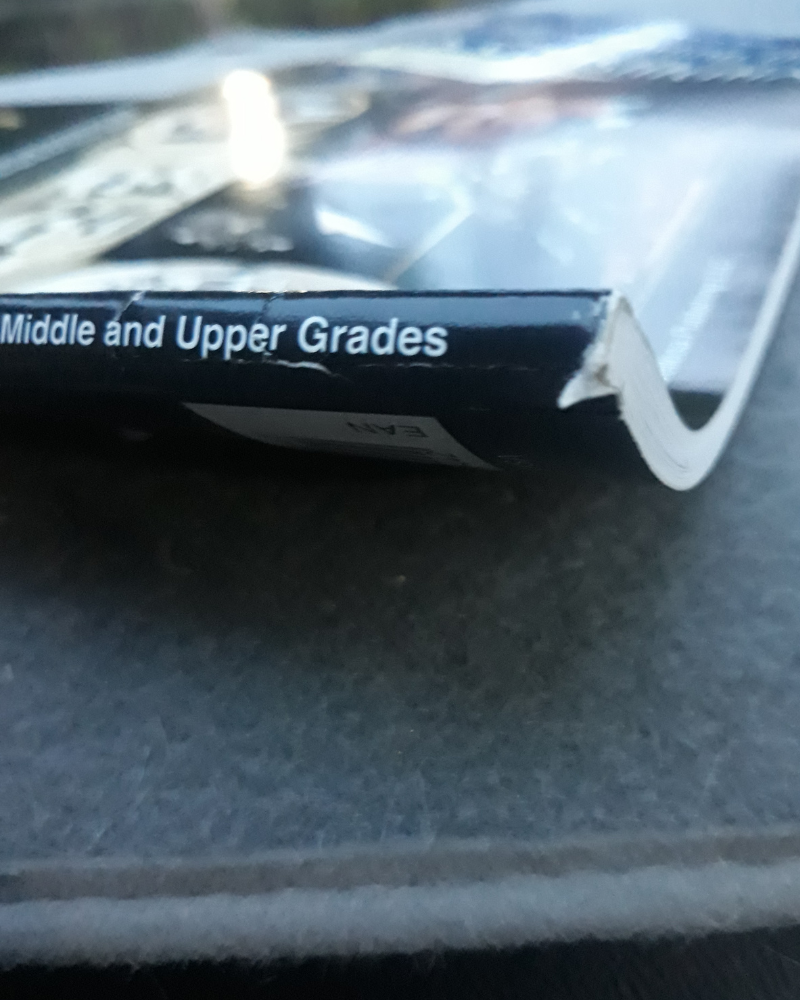 Middle and Upper Grades
EAN